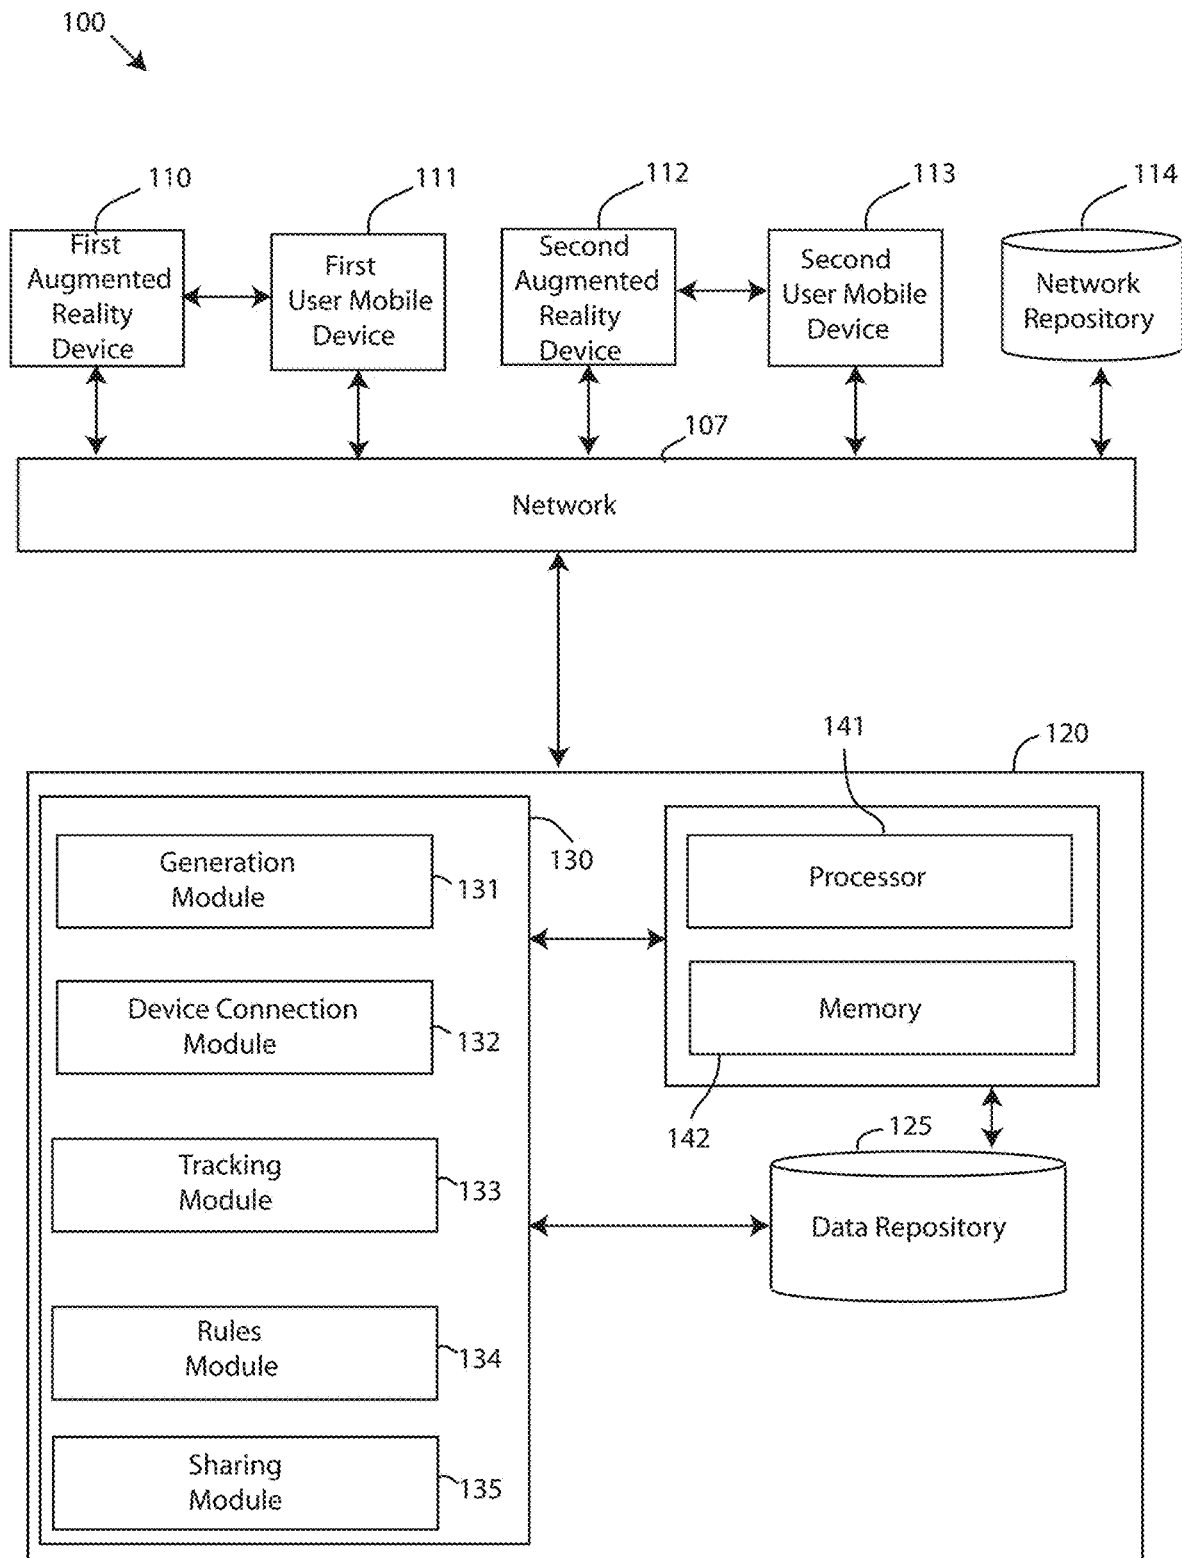 100
110
111
112
113
114
First
Augmented
Reality
Device
First
User Mobile
Device
Second
Augmented
Reality
Device
Second
User Mobile
Device
Network
Repository
107
Network
120
141
130
Generation
Module
131
Processor
Device Connection
Module
132
Memory
142
125
Tracking
Module
133
Data Repository
Rules
Module
134
Sharing
Module
135